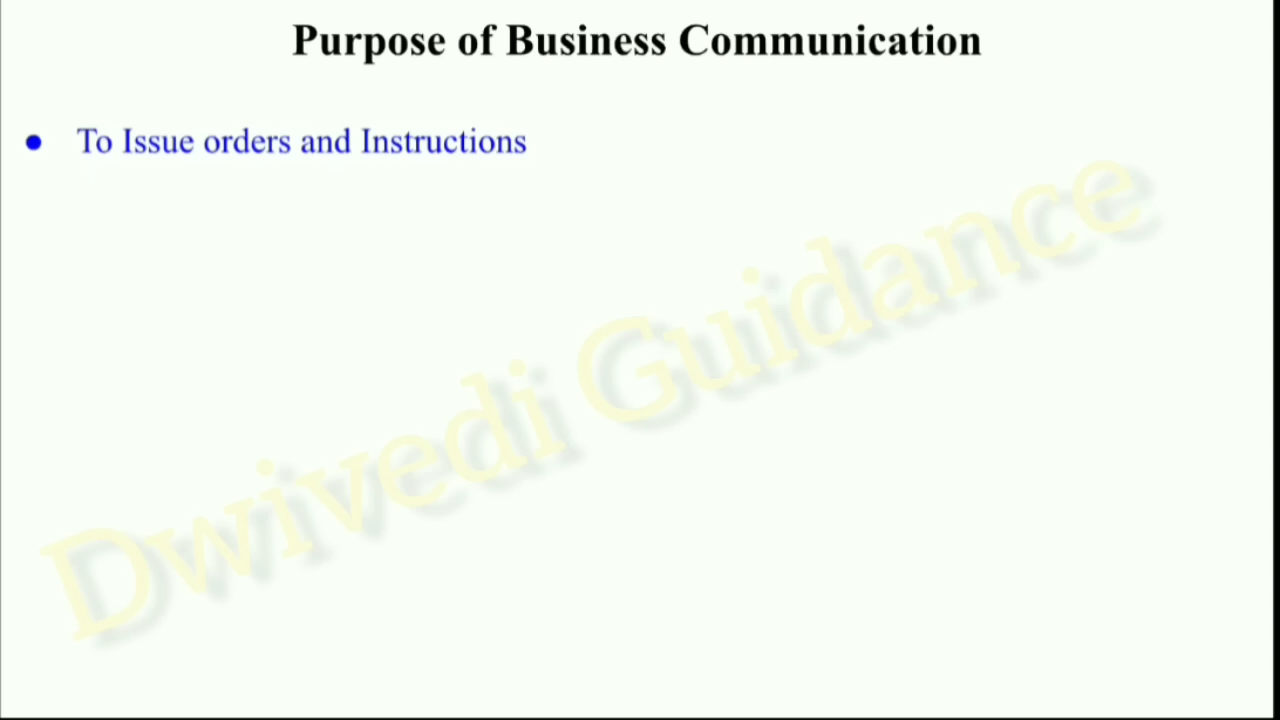 Purpose of Business Communication
● To Issue orders and Instructions
Dwivedi Guidance